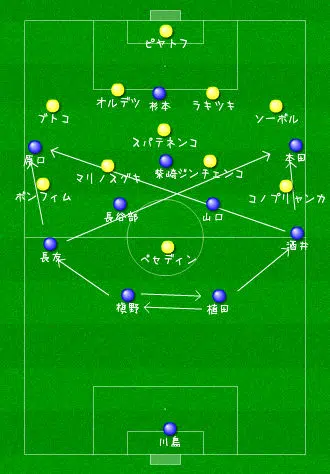 ピヤトフ
オルデツ
杉本
ラキツキ
ブトコ
ソーボル
スパテネンコ
原口
本田
マリノスブキ
柴崎
ジンチェンコ
ボンフィム
コノプリャンカ
長谷部
山口
長友
酒井
ベセディン
槙野
植田
川島